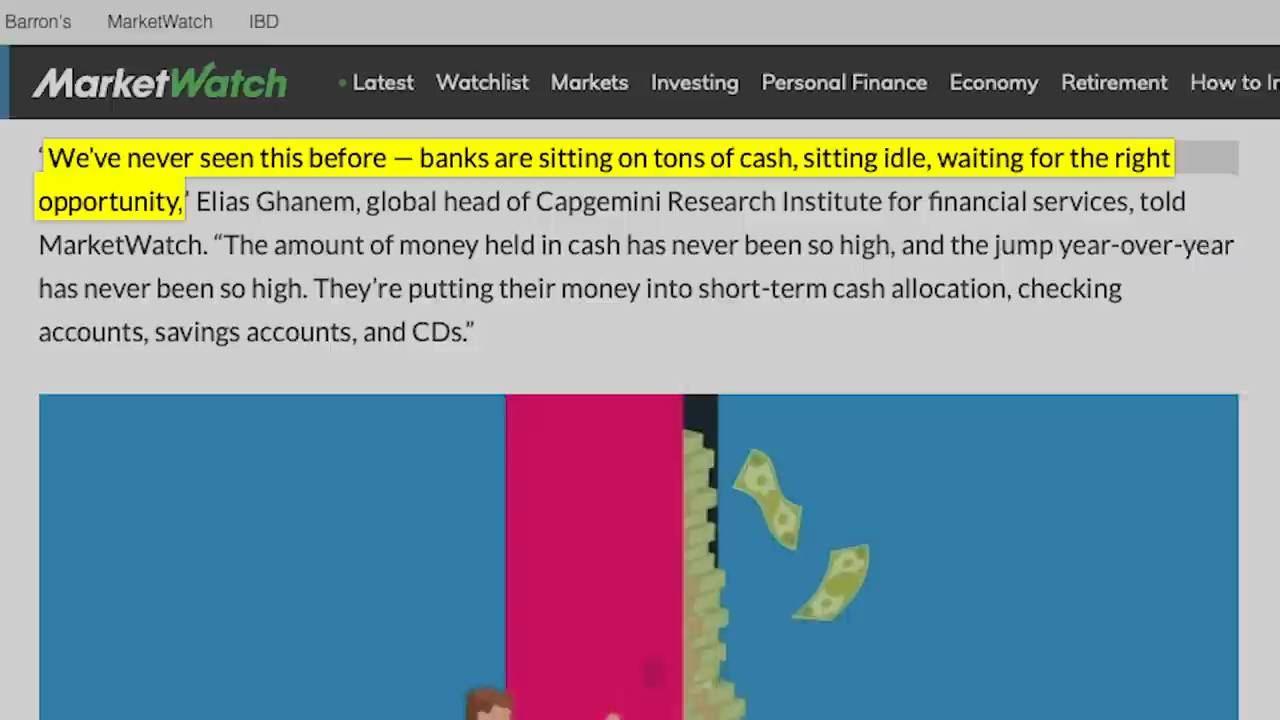 Barron's MarketWatch IBD
MarketWatch
• Latest Watchlist Markets Investing Personal Finance Economy Retirement How to
“We've never seen this before — banks are sitting on tons of cash, sitting idle, waiting for the right
opportunity,” Elias Ghanem, global head of Capgemini Research Institute for financial services, told
MarketWatch. “The amount of money held in cash has never been so high, and the jump year-over-year
has never been so high. They’re putting their money into short-term cash allocation, checking
accounts, savings accounts, and CDs.”